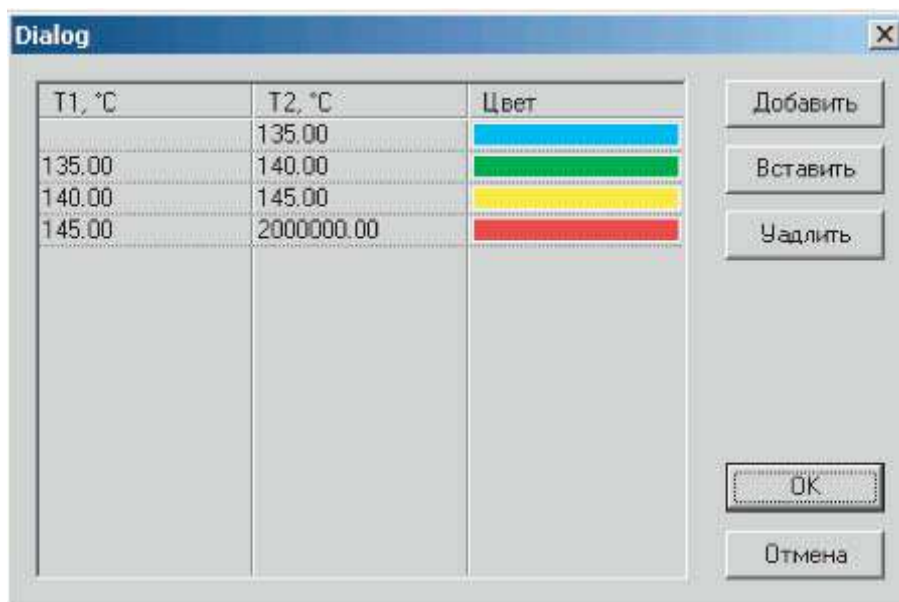 Dialog
T1, °C T2, °C Цвет
135.00
135.00 140.00
140.00 145.00
145.00 2000000.00
Добавить
Вставить
Уадлить
OK
Отмена